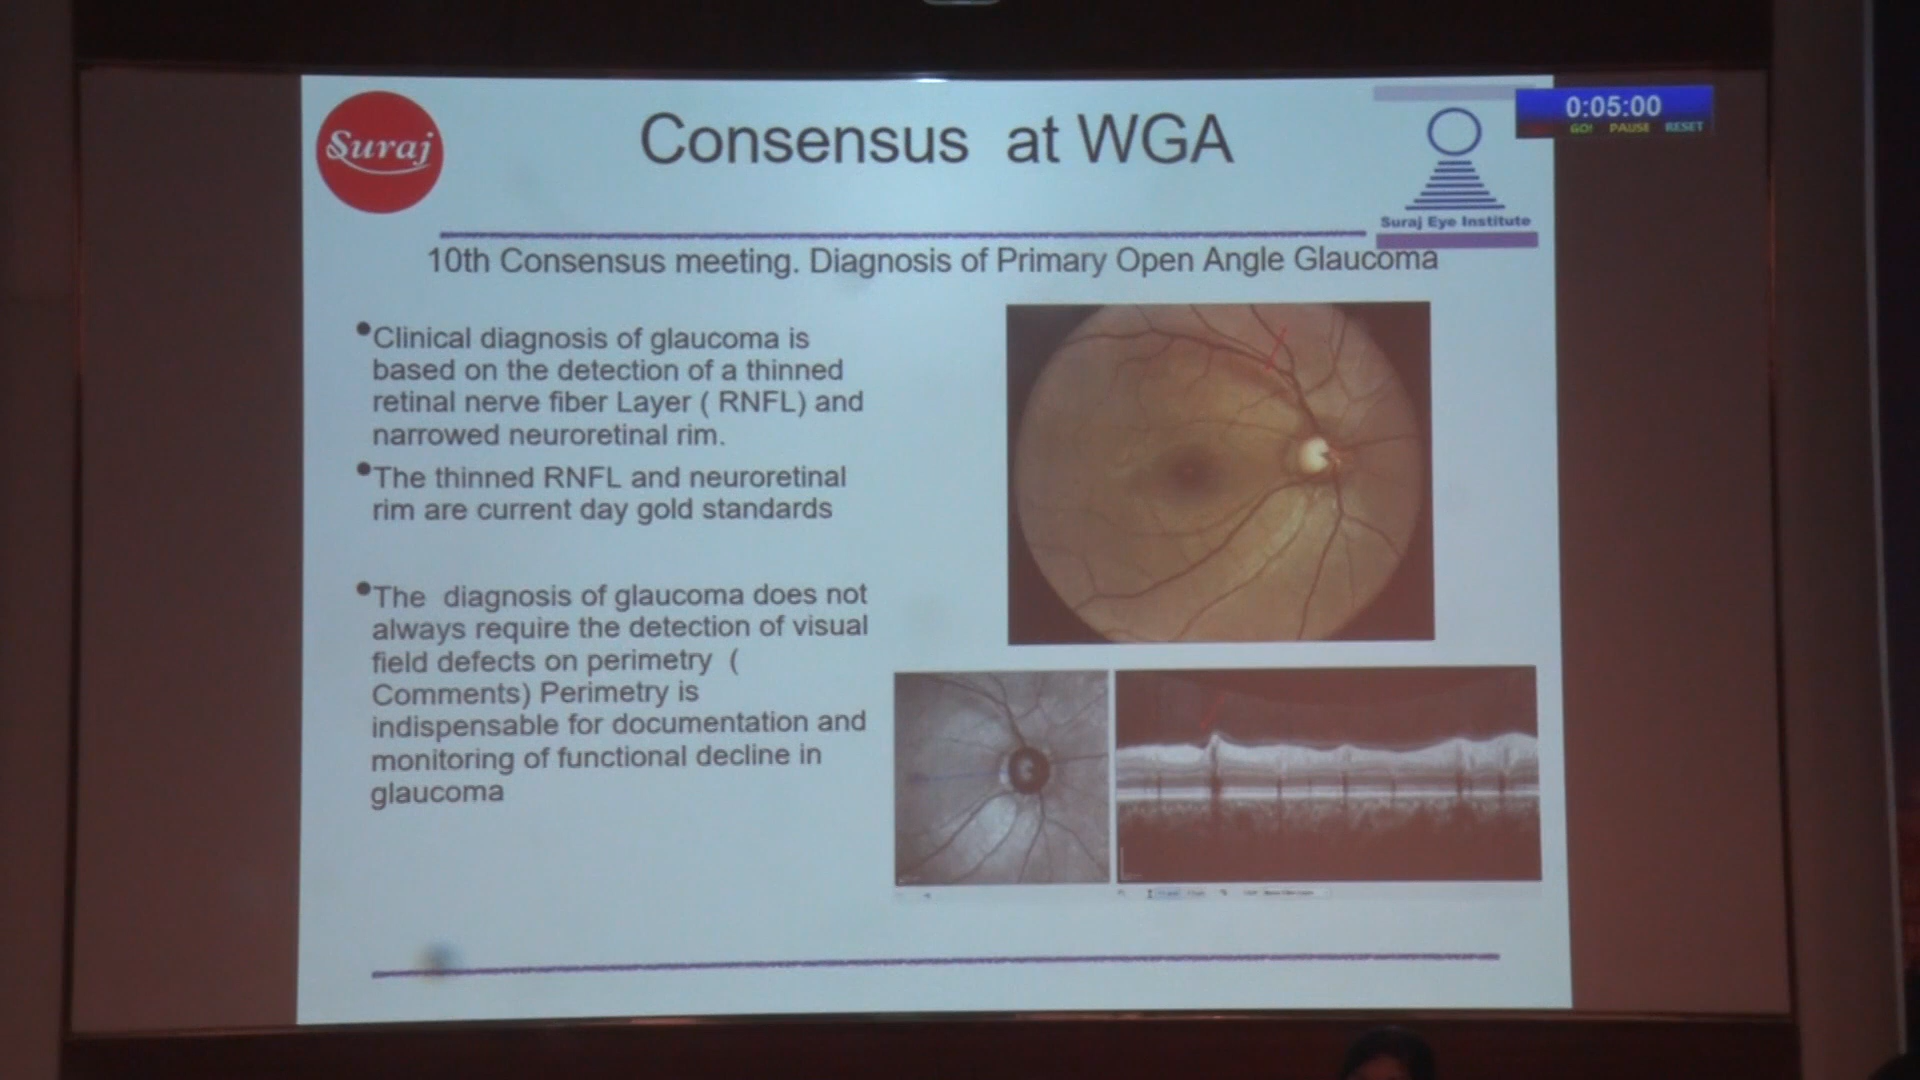 Suraj
Consensus at WGA
0:05:00
GO! PAUSE RESET
Suraj Eye Institute
10th Consensus meeting. Diagnosis of Primary Open Angle Glaucoma
•Clinical diagnosis of glaucoma is
based on the detection of a thinned
retinal nerve fiber Layer ( RNFL) and
narrowed neuroretinal rim.
•The thinned RNFL and neuroretinal
rim are current day gold standards
•The diagnosis of glaucoma does not
always require the detection of visual
field defects on perimetry (
Comments) Perimetry is
indispensable for documentation and
monitoring of functional decline in
glaucoma